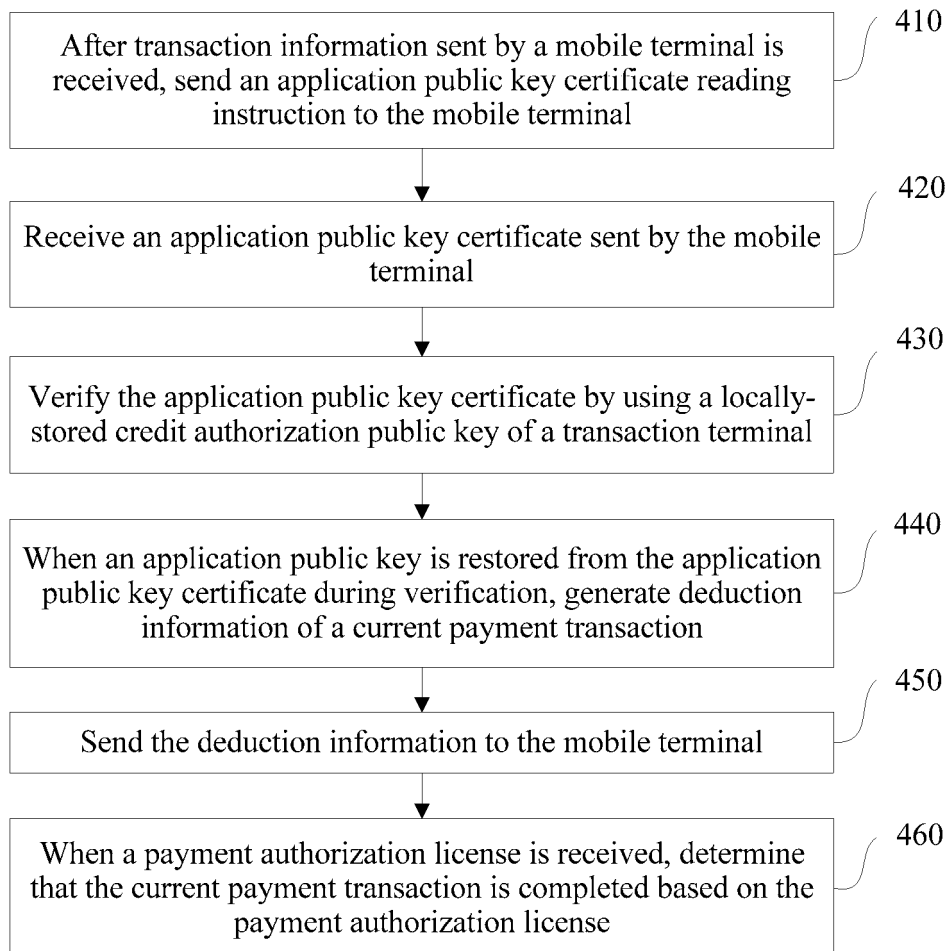 After transaction information sent by a mobile terminal is
received, send an application public key certificate reading
instruction to the mobile terminal
410
Receive an application public key certificate sent by the mobile
terminal
420
Verify the application public key certificate by using a locally-
stored credit authorization public key of a transaction terminal
430
When an application public key is restored from the application
public key certificate during verification, generate deduction
information of a current payment transaction
440
Send the deduction information to the mobile terminal
450
When a payment authorization license is received, determine
that the current payment transaction is completed based on the
payment authorization license
460